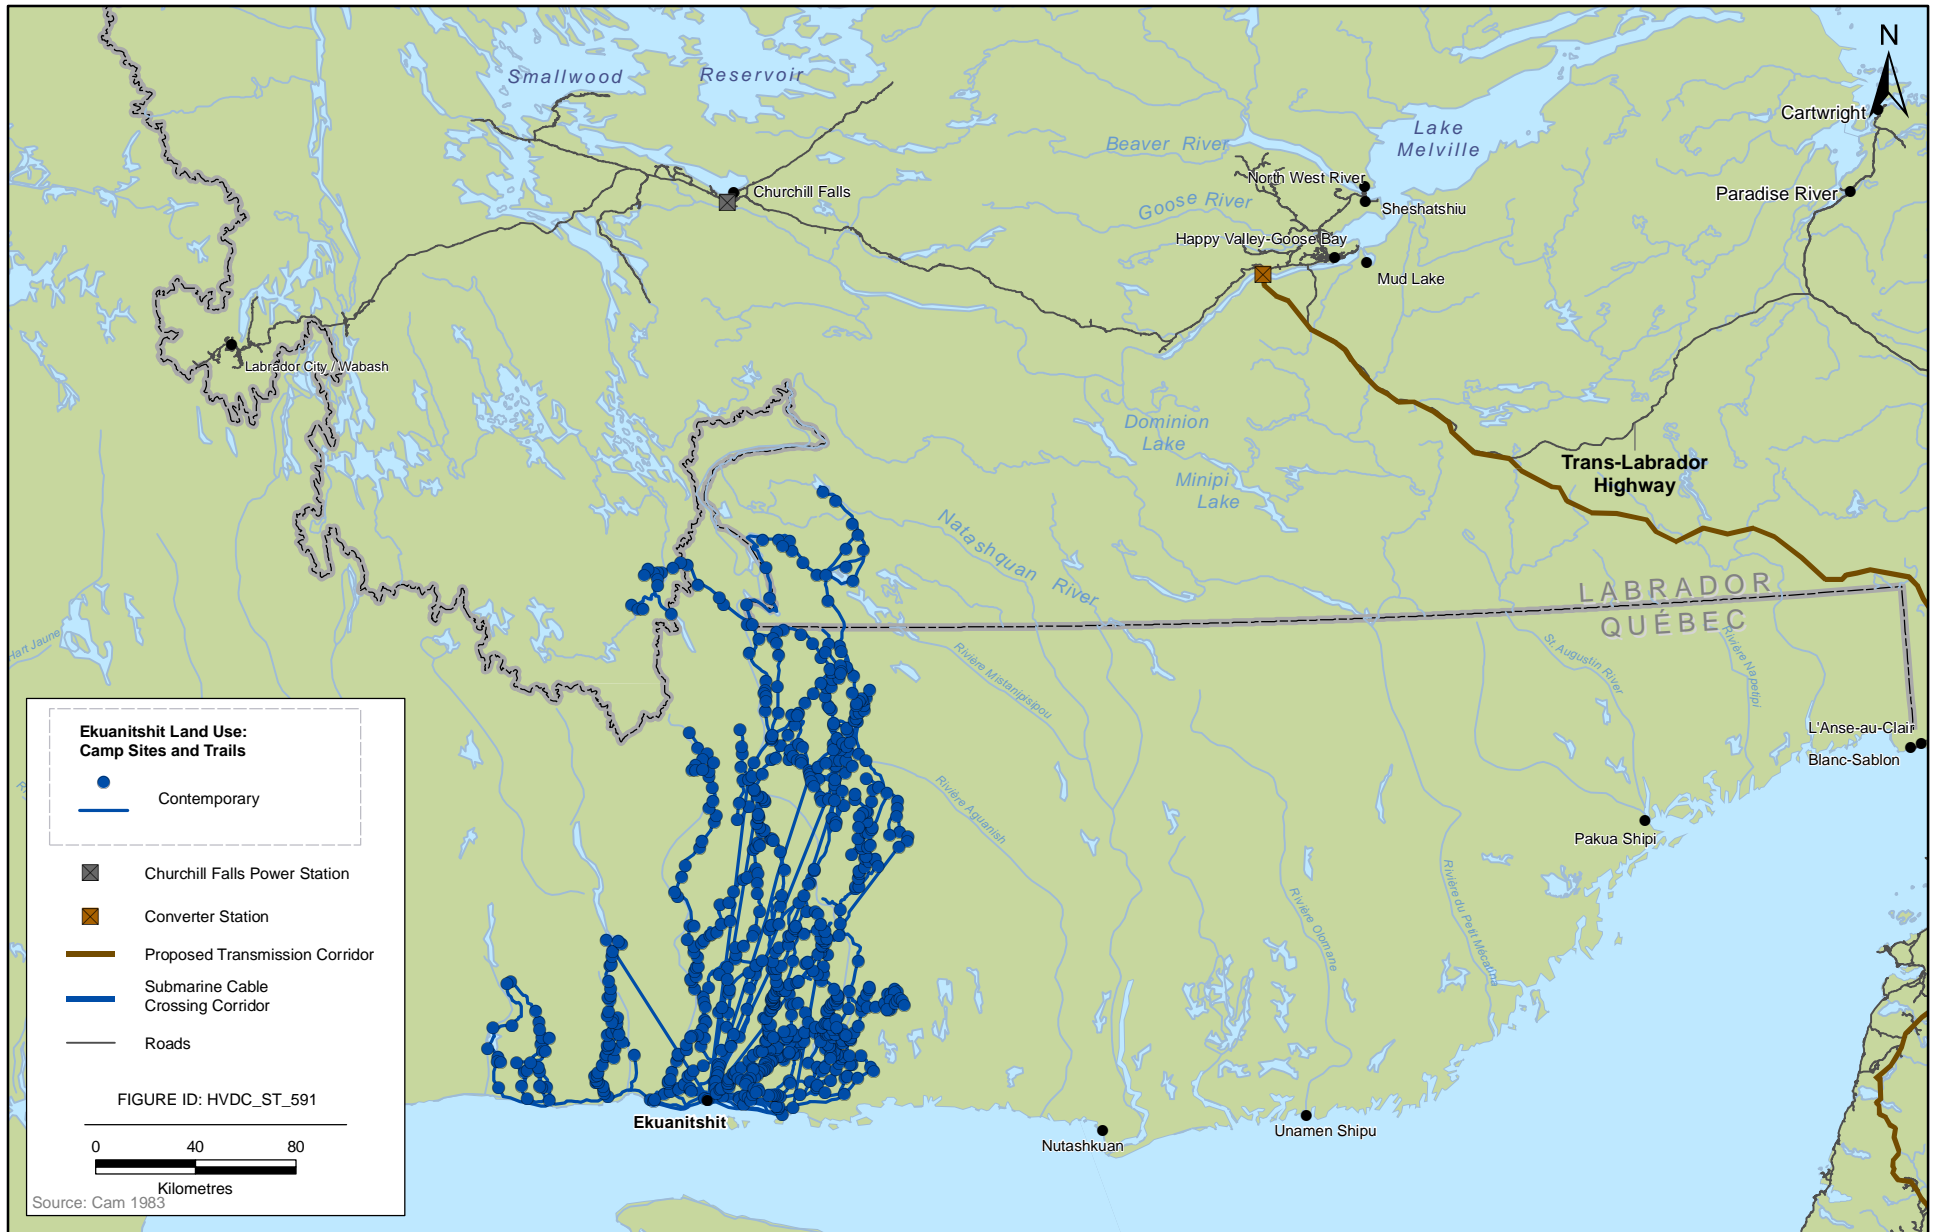 Smallwood Reservoir
N
Cartwright
Lake
Melville
Beaver River
North West River
Churchill Falls
Paradise River
Goose River
Sheshatshiu
Happy Valley-Goose Bay
Mud Lake
Labrador City / Wabash
Dominion
Lake
Trans-Labrador
Highway
Minipi
Lake
Natashquan River
LABRADOR
QUÉBEC
Hart Jaune
Rivière Mistanipisipou
St. Augustin River
Rivière Napetipi
L'Anse-au-Clair
Blanc-Sablon
Rivière Aguanish
Pakua Shipi
Rivière Olomane
Rivière du Petit Mécatina
Ekuanitshit
Nutashkuan
Unamen Shipu
Ekuanitshit Land Use:
Camp Sites and Trails
Contemporary
Churchill Falls Power Station
Converter Station
Proposed Transmission Corridor
Submarine Cable
Crossing Corridor
Roads
FIGURE ID: HVDC_ST_591
0 40 80
Kilometres
Source: Cam 1983